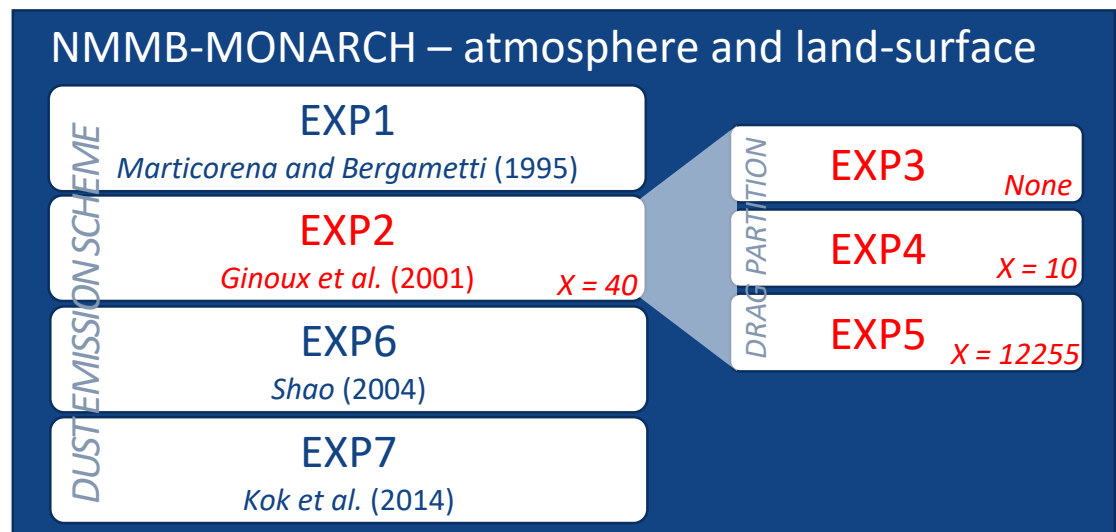 NMMB-MONARCH – atmosphere and land-surface
DUST EMISSION SCHEME
EXP1
Marticorena and Bergametti (1995)
EXP2
Ginoux et al. (2001)
X = 40
EXP6
Shao (2004)
EXP7
Kok et al. (2014)
DRAG PARTITION
EXP3
None
EXP4
X = 10
EXP5
X = 12255